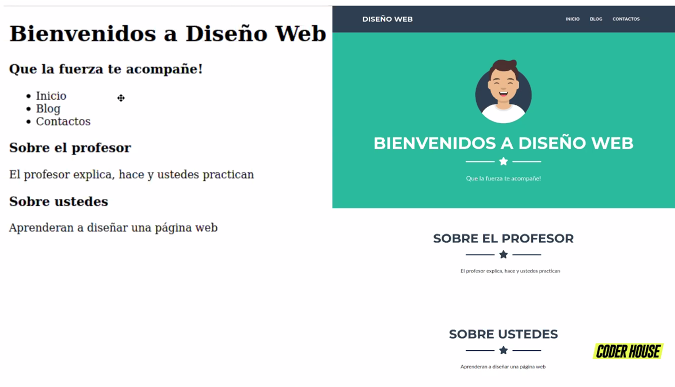 Bienvenidos a Diseño Web
Que la fuerza te acompañe!
Inicio
Blog
Contactos
Sobre el profesor
El profesor explica, hace y ustedes practican
Sobre ustedes
Aprenderan a diseñar una página web
DISEÑO WEB
INICIO BLOG CONTACTOS
BIENVENIDOS A DISEÑO WEB
Que la fuerza te acompañe!
SOBRE EL PROFESOR
El profesor explica, hace y ustedes practican
SOBRE USTEDES
Aprenderan a diseñar una página web
CODER HOUSE